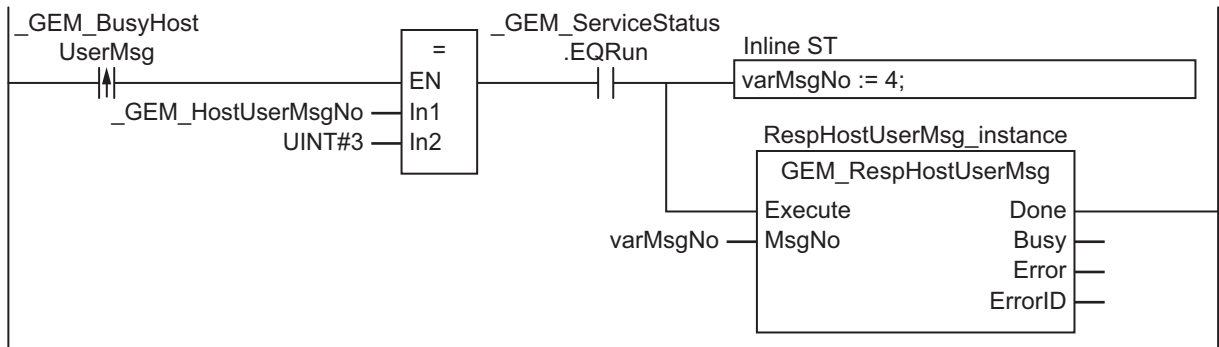 _GEM_BusyHost
UserMsg
=
EN
_GEM_HostUserMsgNo
In1
UINT#3
In2
_GEM_ServiceStatus
.EQRun
Inline ST
varMsgNo := 4;
RespHostUserMsg_instance
GEM_RespHostUserMsg
Execute Done
varMsgNo MsgNo Busy
Error
ErrorID